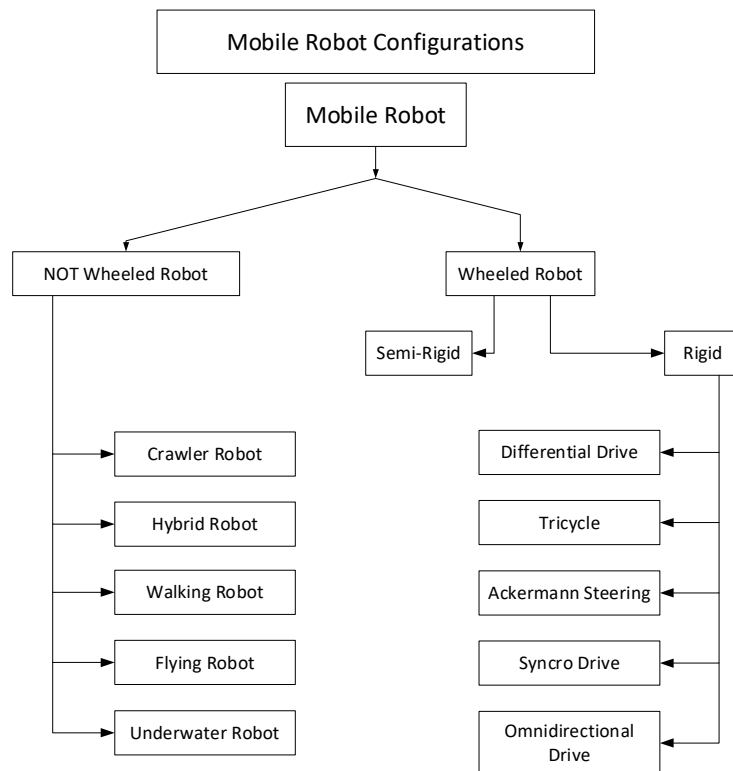 Mobile Robot Configurations
Mobile Robot
NOT Wheeled Robot
Wheeled Robot
Semi-Rigid
Rigid
Crawler Robot
Differential Drive
Hybrid Robot
Tricycle
Walking Robot
Ackermann Steering
Flying Robot
Syncro Drive
Underwater Robot
Omnidirectional
Drive